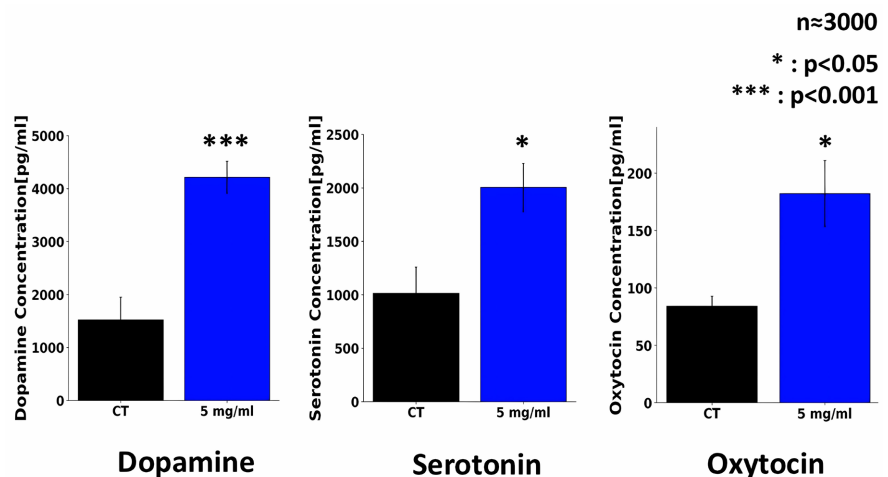 n≈3000
* : p<0.05
*** : p<0.001
Dopamine Concentration[pg/ml]
5000
4000
3000
2000
1000
0
***
CT
5 mg/ml
Dopamine
Serotonin Concentration[pg/ml]
2500
2000
1500
1000
500
0
*
CT
5 mg/ml
Serotonin
Oxytocin Concentration[pg/ml]
200
150
100
50
0
*
CT
5 mg/ml
Oxytocin